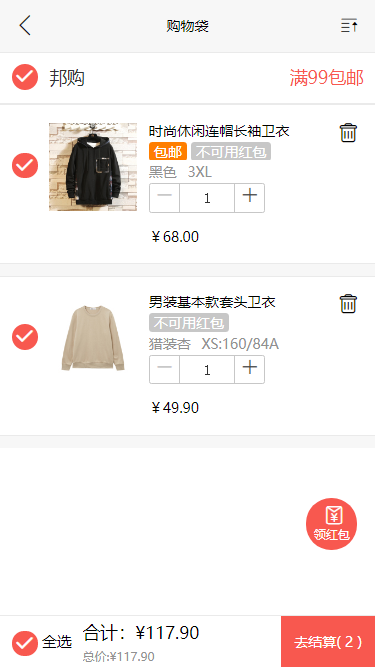 购物袋
邦购 满99包邮
时尚休闲连帽长袖卫衣
包邮 不可用红包
黑色 3XL
1
￥68.00
男装基本款套头卫衣
不可用红包
猎装杏 XS:160/84A
1
￥49.90
领红包
全选 合计：¥117.90 去结算( 2 )
总价:¥117.90